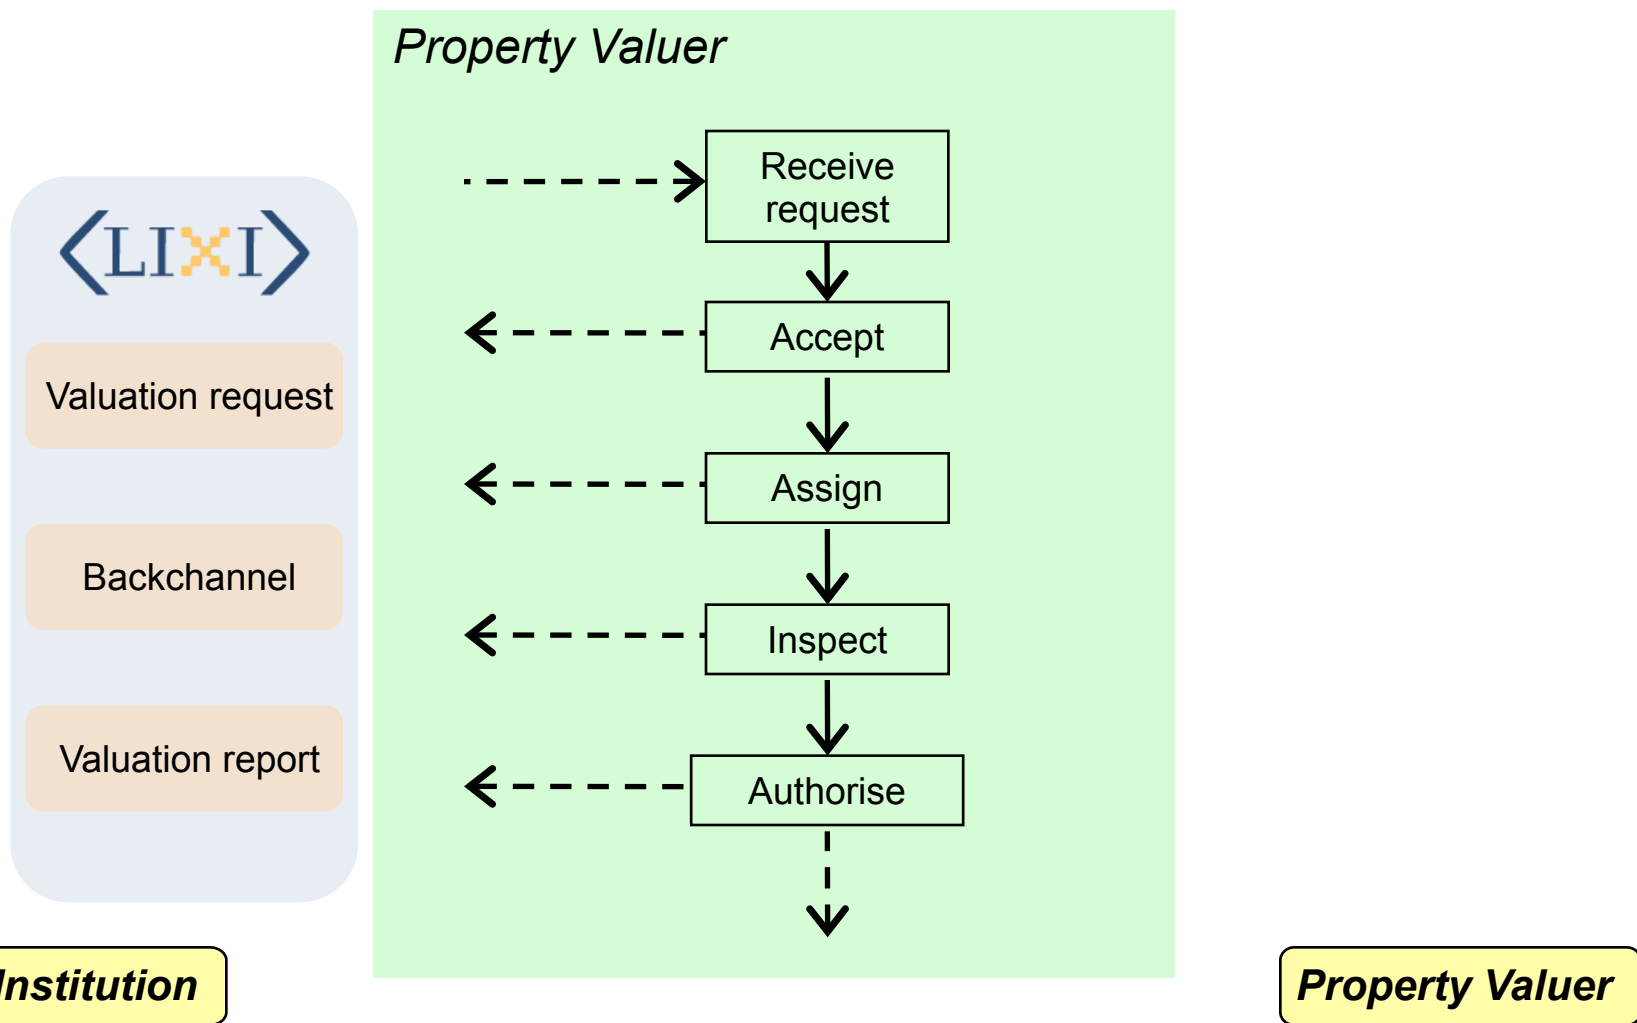 Property Valuer
Receive
request
<LIXI>
Accept
Valuation request
Assign
Backchannel
Inspect
Valuation report
Authorise
Institution
Property Valuer